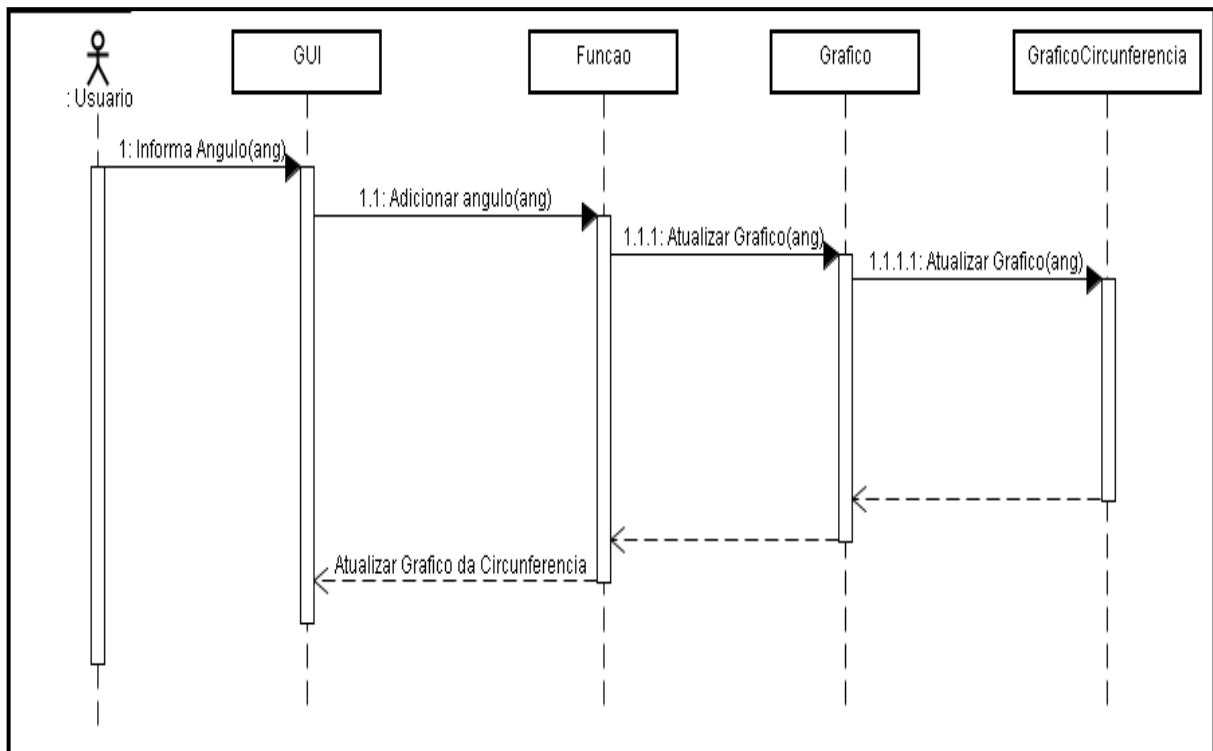 GUI
Funcao
Grafico
GraficoCircunferencia
: Usuario
1: Informa Angulo(ang)
1.1: Adicionar angulo(ang)
1.1.1: Atualizar Grafico(ang)
1.1.1.1: Atualizar Grafico(ang)
Atualizar Grafico da Circunferencia